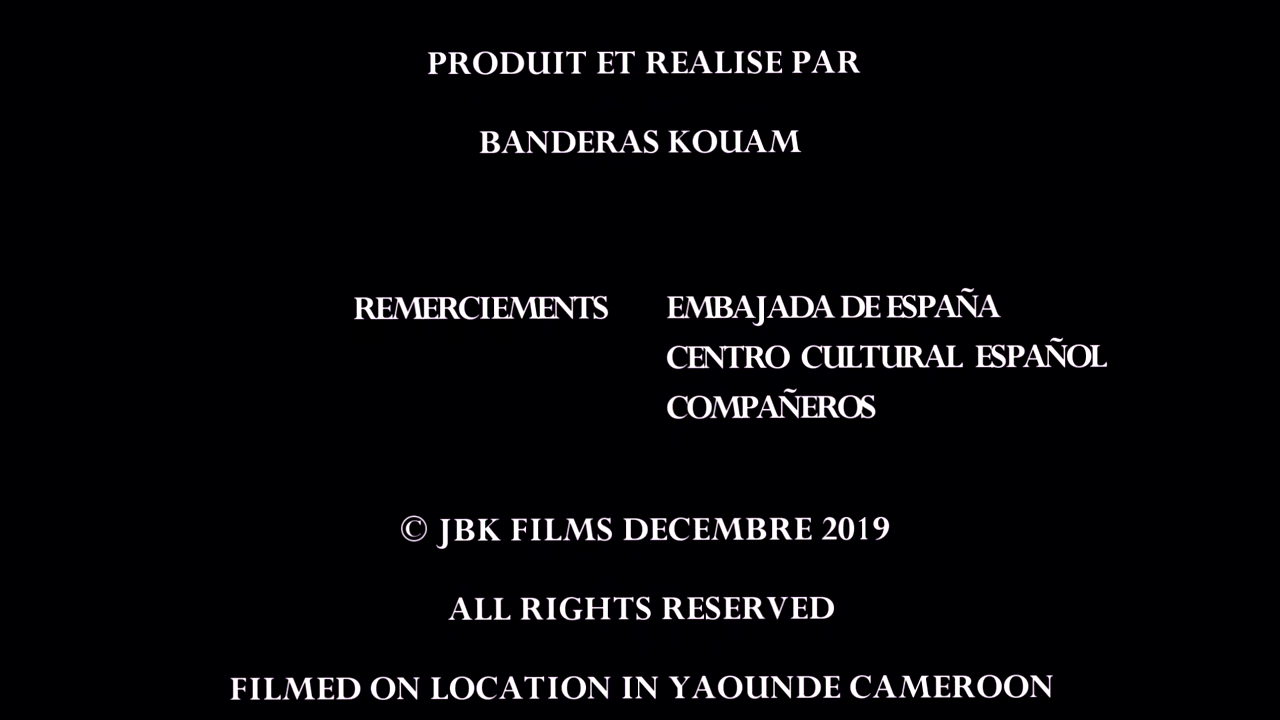 PRODUIT ET REALISE PAR
BANDERAS KOUAM
REMERCIEMENTS EMBAJADA DE ESPAÑA
CENTRO CULTURAL ESPAÑOL
COMPAÑEROS
© JBK FILMS DECEMBRE 2019
ALL RIGHTS RESERVED
FILMED ON LOCATION IN YAOUNDE CAMEROON